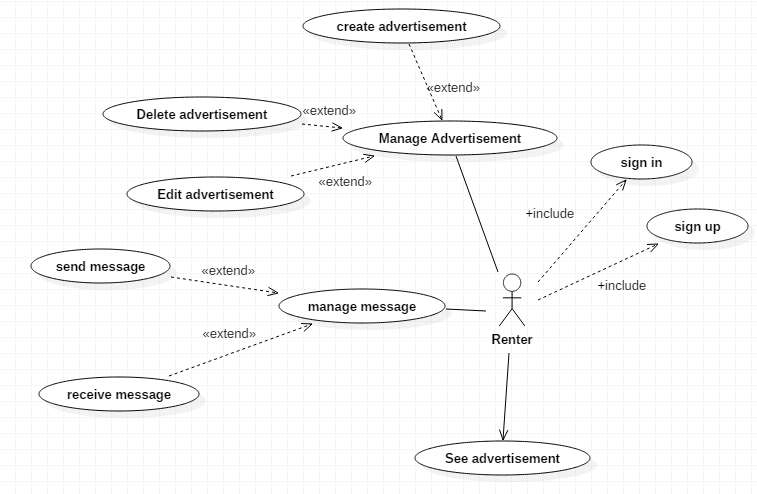 create advertisement
«extend»
Delete advertisement
«extend»
Manage Advertisement
sign in
Edit advertisement
«extend»
+include
sign up
send message
«extend»
+include
manage message
«extend»
Renter
receive message
See advertisement